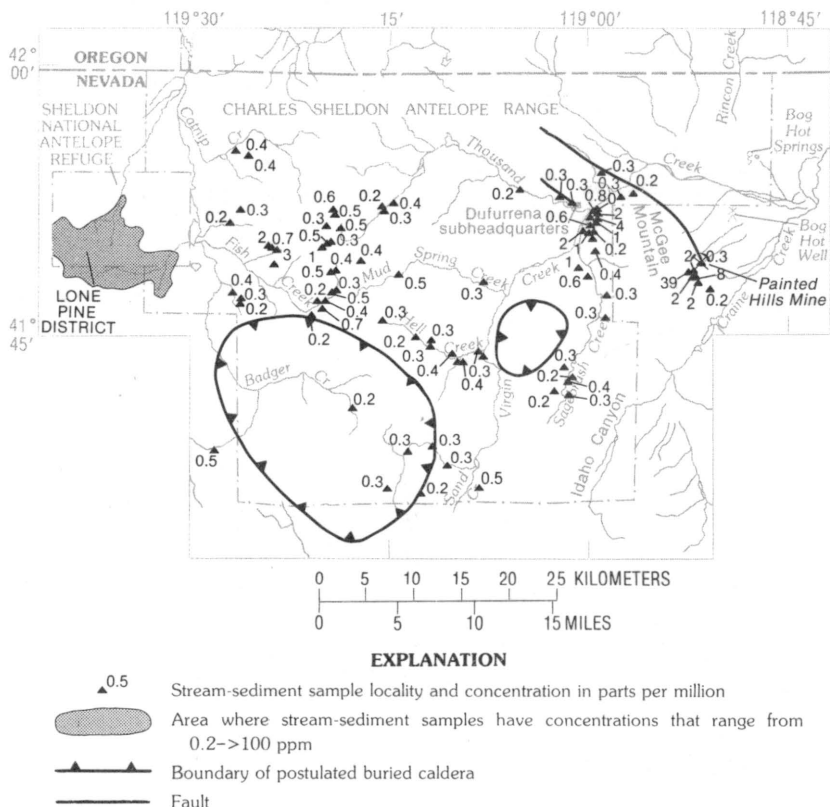 119°30'
15'
119°00'
118°45'
42°
00'
OREGON
NEVADA
SHELDON
NATIONAL
ANTELOPE
REFUGE
CHARLES SHELDON ANTELOPE RANGE
Catnip
Cr
Thousand
Creek
Rincon Creek
Bog
Hot
Springs
0.4
0.4
0.3
0.2
0.6
0.5
0.3
0.5
0.5
0.3
1
0.4
0.5
0.2
0.4
0.3
0.4
2
0.7
3
0.2
0.3
0.3
0.3
0.2
0.8
0.6
2
4
1
2
0.2
0.4
0.6
Dufurrena
subheadquarters
McGee
Mountain
Bog
Hot
Well
Fish
Creek
Mud
Spring
Creek
Creek
0.5
0.3
0.3
0.3
2
0.3
8
39
2
2
0.2
Painted
Hills Mine
Craine Creek
LONE
PINE
DISTRICT
0.4
0.3
0.2
0.3
0.2
0.5
0.4
0.7
0.2
41°
45'
Hell
Creek
0.3
0.2
0.3
0.3
0.4
0.4
0.3
Badger
Cr
0.2
Virgin
Sagebrush Creek
0.3
0.2
0.4
0.2
0.3
Idaho Canyon
0.5
0.3
0.3
0.3
0.3
0.2
Sand
0.5
0 5 10 15 20 25 KILOMETERS
0 5 10 15 MILES
EXPLANATION
0.5 Stream-sediment sample locality and concentration in parts per million
Area where stream-sediment samples have concentrations that range from
0.2->100 ppm
Boundary of postulated buried caldera
Fault